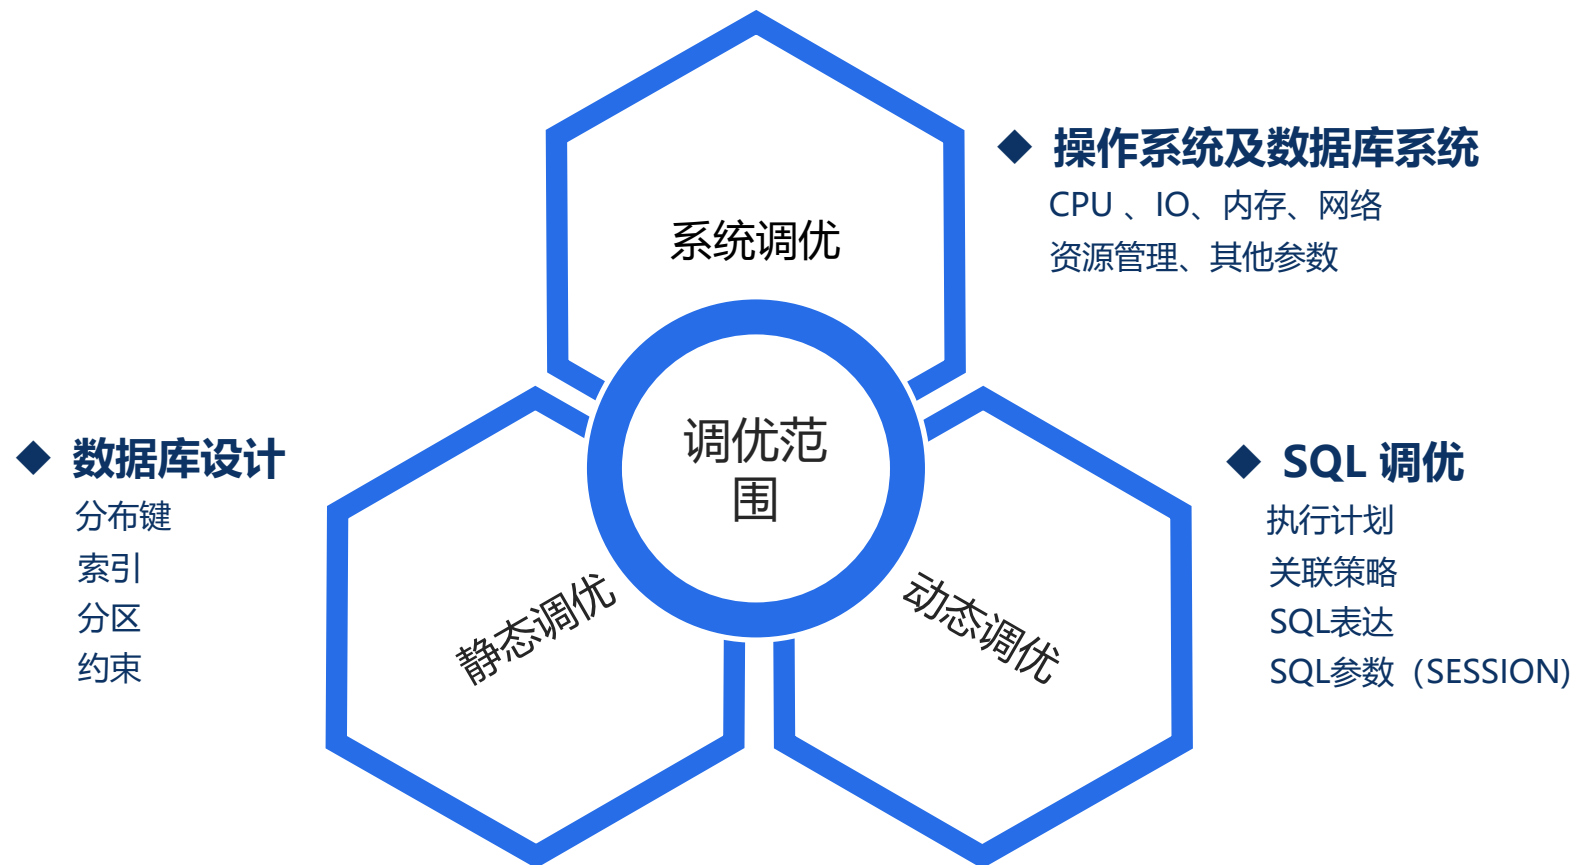 操作系统及数据库系统
CPU 、IO、内存、网络
资源管理、其他参数
系统调优
调优范
围
数据库设计
分布键
索引
分区
约束
静态调优
动态调优
SQL 调优
执行计划
关联策略
SQL表达
SQL参数（SESSION)